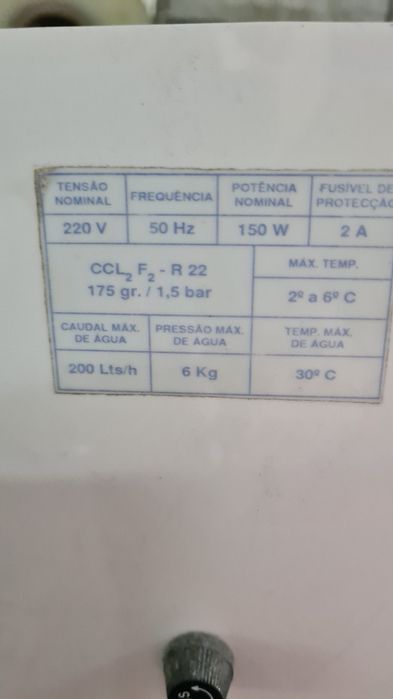 TENSÃO NOMINAL
FREQUÊNCIA
POTÊNCIA NOMINAL
FUSÍVEL DE PROTECÇÃO
220 V
50 Hz
150 W
2 A
CCL2 F2 - R 22
175 gr. / 1,5 bar
MÁX. TEMP.
2º a 6º C
CAUDAL MÁX. DE ÁGUA
PRESSÃO MÁX. DE ÁGUA
TEMP. MÁX. DE ÁGUA
200 Lts/h
6 Kg
30º C